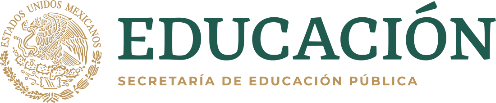 ESTADOS UNIDOS MEXICANOS
EDUCACIÓN
SECRETARÍA DE EDUCACIÓN PÚBLICA